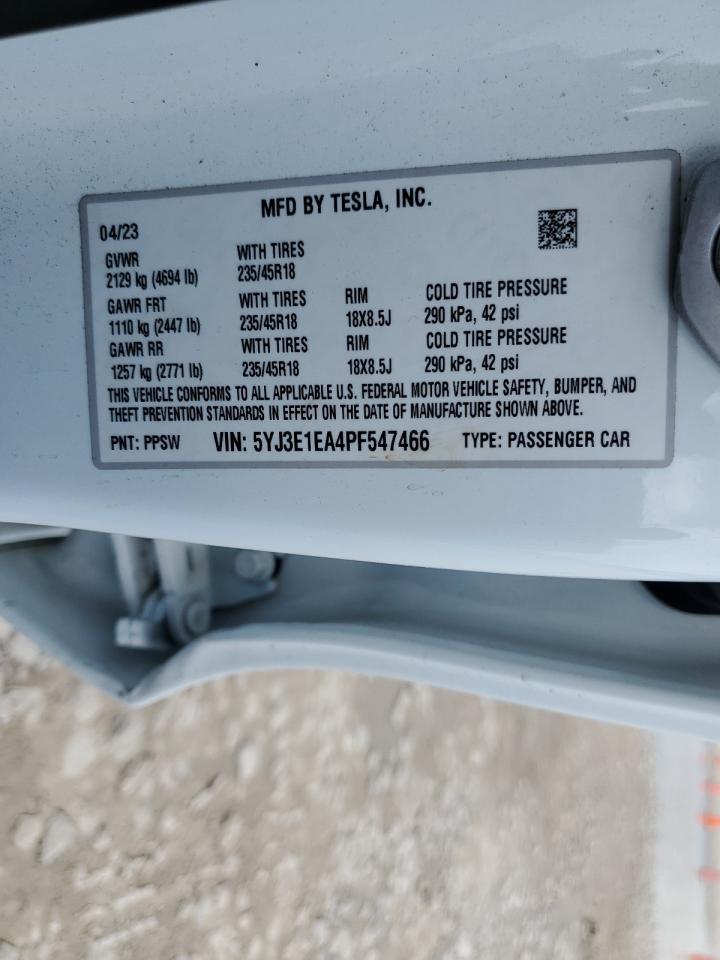 MFD BY TESLA, INC.
04/23
GVWR WITH TIRES
2129 kg (4694 lb) 235/45R18
GAWR FRT WITH TIRES RIM COLD TIRE PRESSURE
1110 kg (2447 lb) 235/45R18 18X8.5J 290 kPa, 42 psi
GAWR RR WITH TIRES RIM COLD TIRE PRESSURE
1257 kg (2771 lb) 235/45R18 18X8.5J 290 kPa, 42 psi
THIS VEHICLE CONFORMS TO ALL APPLICABLE U.S. FEDERAL MOTOR VEHICLE SAFETY, BUMPER, AND
THEFT PREVENTION STANDARDS IN EFFECT ON THE DATE OF MANUFACTURE SHOWN ABOVE.
PNT: PPSW VIN: 5YJ3E1EA4PF547466 TYPE: PASSENGER CAR